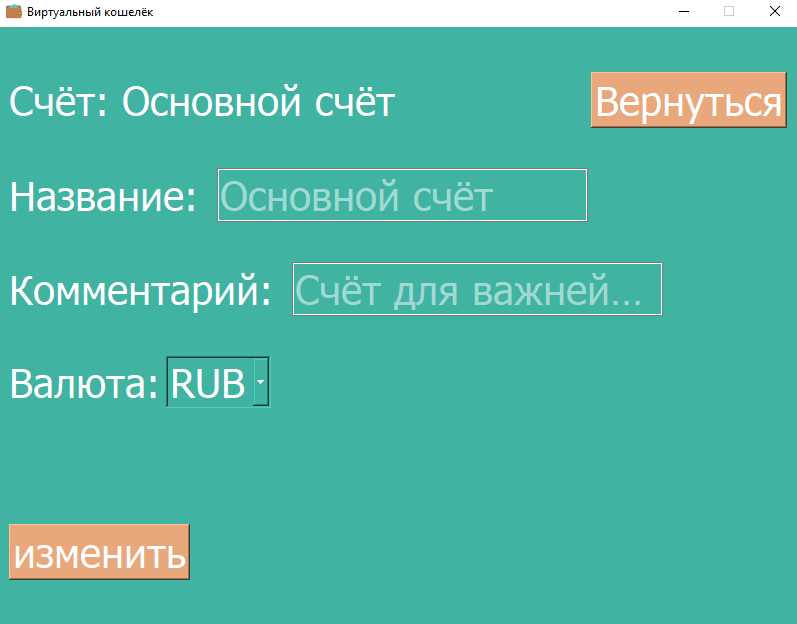 Виртуальный кошелёк
Счёт: Основной счёт
Вернуться
Название: Основной счёт
Комментарий: Счёт для важней...
Валюта: RUB
изменить